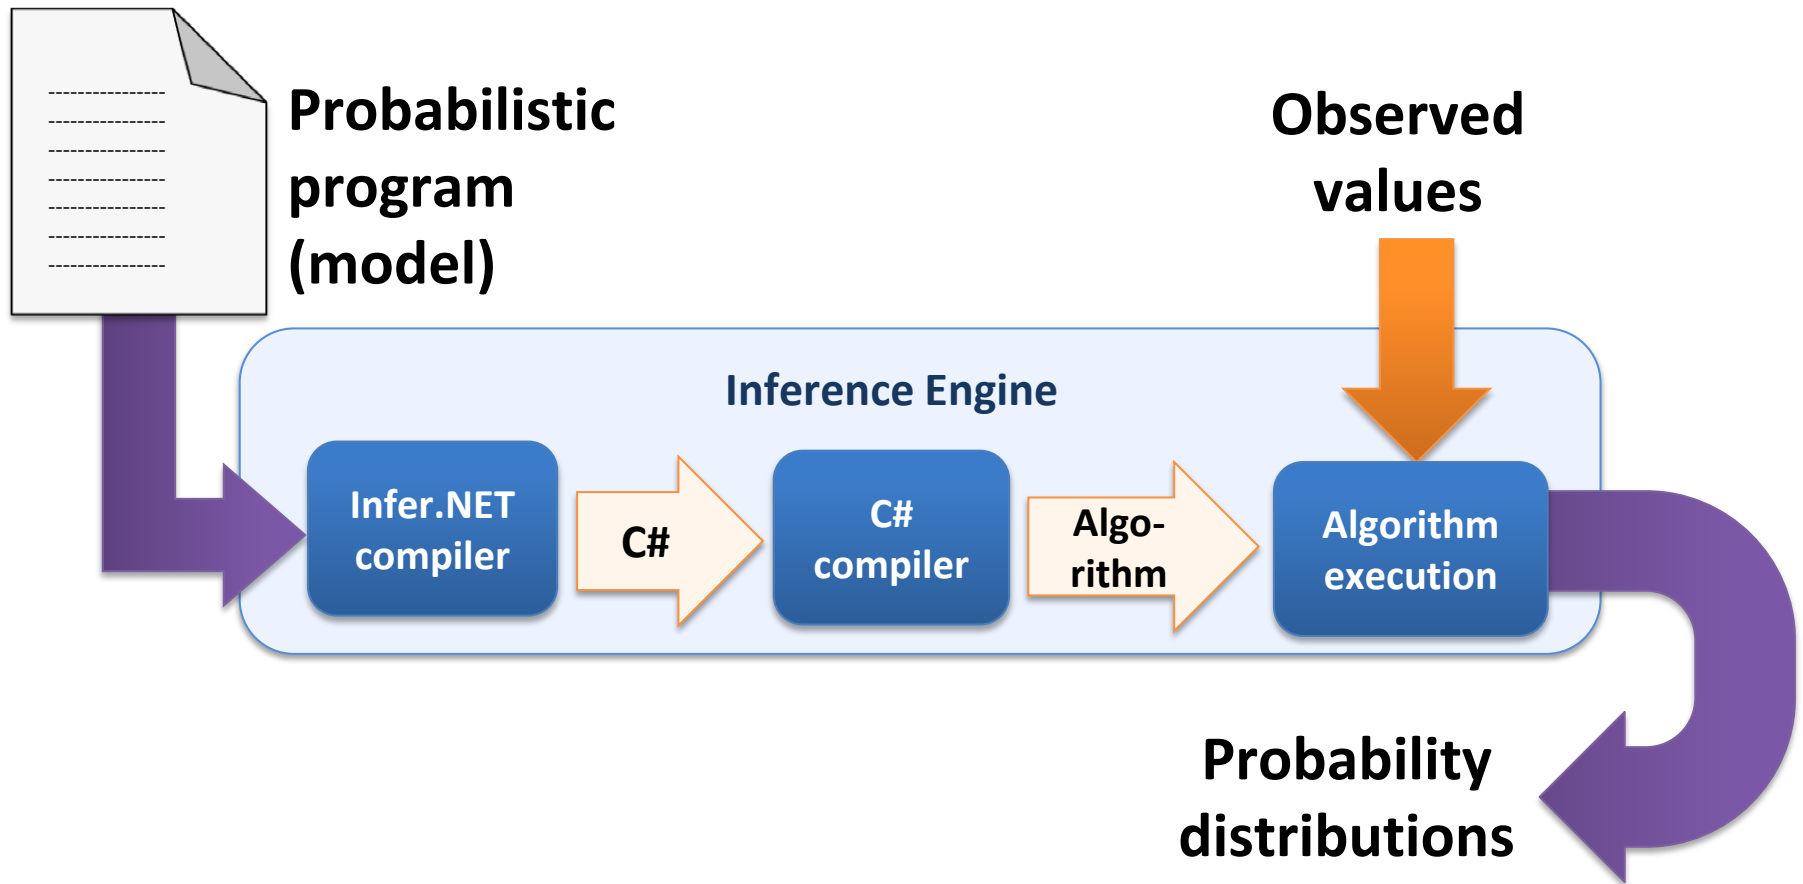 Probabilistic
program
(model)
Observed
values
Inference Engine
Infer.NET
compiler
C#
C#
compiler
Algo-
rithm
Algorithm
execution
Probability
distributions